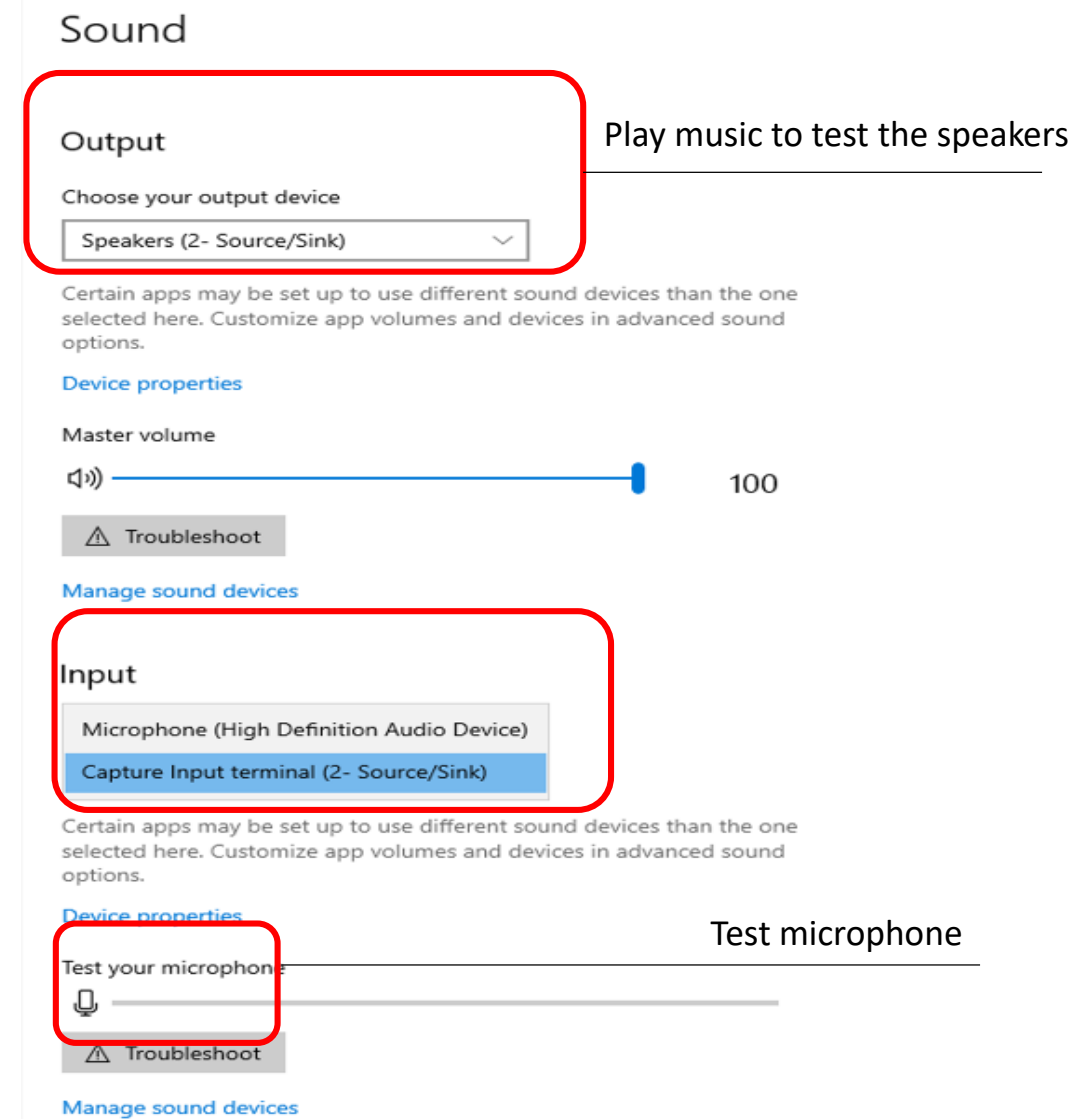 Sound
Output
Play music to test the speakers
Choose your output device
Speakers (2- Source/Sink)
Certain apps may be set up to use different sound devices than the one
selected here. Customize app volumes and devices in advanced sound
options.
Device properties
Master volume
100
Troubleshoot
Manage sound devices
Input
Microphone (High Definition Audio Device)
Capture Input terminal (2- Source/Sink)
Certain apps may be set up to use different sound devices than the one
selected here. Customize app volumes and devices in advanced sound
options.
Device properties
Test microphone
Test your microphone
Troubleshoot
Manage sound devices